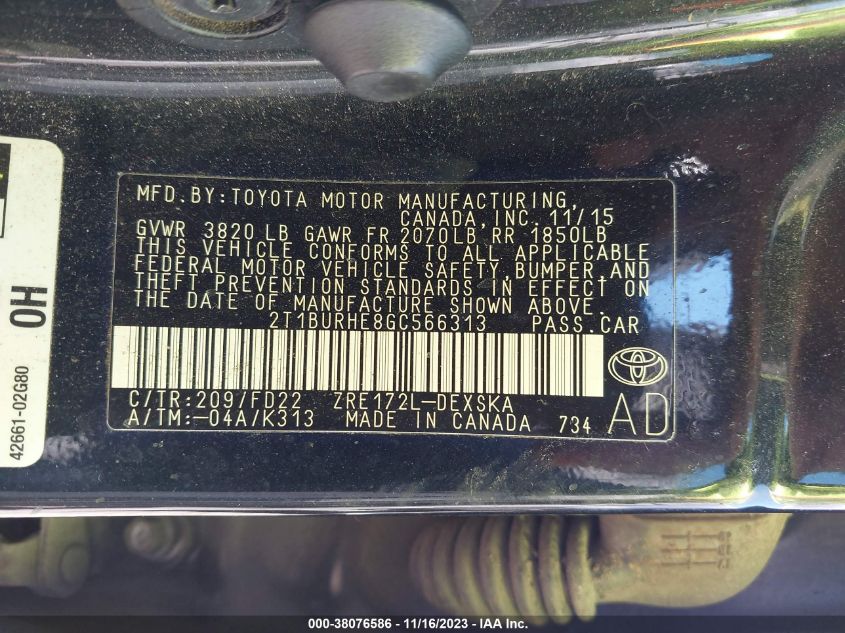 MFD.BY:TOYOTA MOTOR MANUFACTURING,
CANADA,INC. 11/15
GVWR 3820 LB GAWR FR 2070LB RR 1850LB
THIS VEHICLE CONFORMS TO ALL APPLICABLE
FEDERAL MOTOR VEHICLE SAFETY,BUMPER,AND
THEFT PREVENTION STANDARDS IN EFFECT ON
THE DATE OF MANUFACTURE SHOWN ABOVE.
2T1BURHE8GC566313 PASS.CAR
C/TR:209/FD22 ZRE172L-DEXSKA
A/TM:-04A/K313 MADE IN CANADA 734
AD
OH
42661-02G80
000-38076586 - 11/16/2023 - IAA Inc.